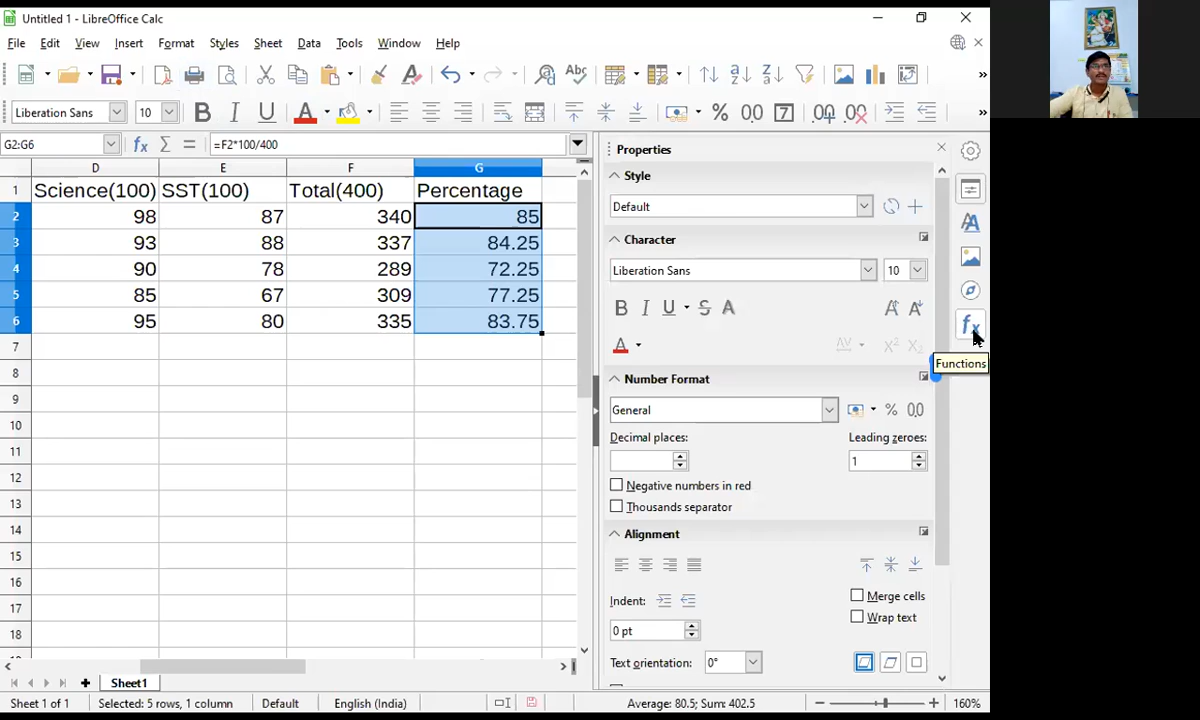 Untitled 1 - LibreOffice Calc
File Edit View Insert Format Styles Sheet Data Tools Window Help
Liberation Sans 10
G2:G6 =F2*100/400
D E F G
1 Science(100) SST(100) Total(400) Percentage
2 98 87 340 85
3 93 88 337 84.25
4 90 78 289 72.25
5 85 67 309 77.25
6 95 80 335 83.75
7
8
9
10
11
12
13
14
15
16
17
18
Properties
Style
Default
Character
Liberation Sans 10
Functions
Number Format
General
Decimal places: Leading zeroes:
1
Negative numbers in red
Thousands separator
Alignment
Indent: Merge cells
Wrap text
0 pt
Text orientation: 0°
Sheet1
Sheet 1 of 1 Selected: 5 rows, 1 column Default English (India) Average: 80.5; Sum: 402.5 160%